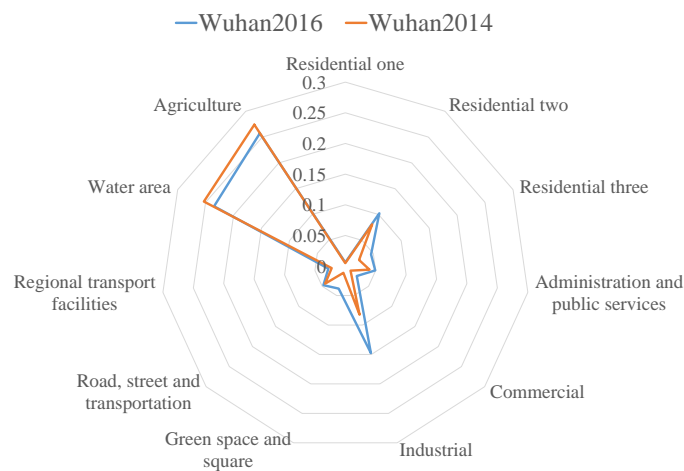 Wuhan2016 Wuhan2014
Residential one
0.3
Agriculture
Residential two
0.25
0.2
Water area
0.15
Residential three
0.1
0.05
0
Regional transport
facilities
Administration and
public services
Road, street and
transportation
Commercial
Green space and
square
Industrial